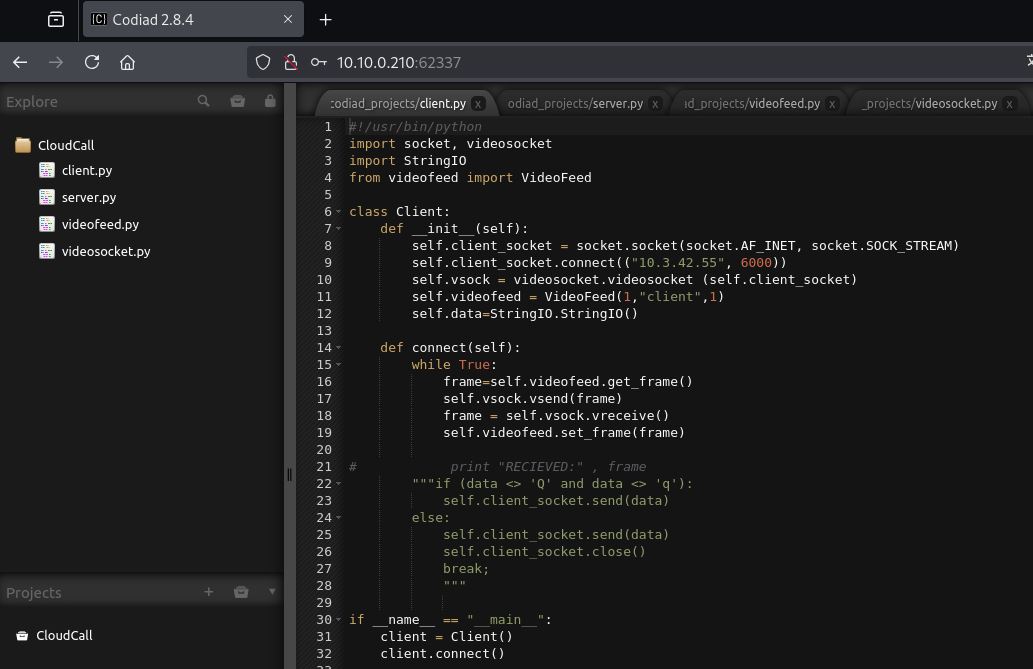 [C] Codiad 2.8.4
10.10.0.210:62337
Explore
CloudCall
client.py
server.py
videofeed.py
videosocket.py
Projects
CloudCall
:odiad_projects/client.py x
odiad_projects/server.py x
ıd_projects/videofeed.py x
_projects/videosocket.py x
1 #!/usr/bin/python
2 import socket, videosocket
3 import StringIO
4 from videofeed import VideoFeed
5
6 class Client:
7     def __init__(self):
8         self.client_socket = socket.socket(socket.AF_INET, socket.SOCK_STREAM)
9         self.client_socket.connect(("10.3.42.55", 6000))
10         self.vsock = videosocket.videosocket (self.client_socket)
11         self.videofeed = VideoFeed(1,"client",1)
12         self.data=StringIO.StringIO()
13
14     def connect(self):
15         while True:
16             frame=self.videofeed.get_frame()
17             self.vsock.vsend(frame)
18             frame = self.vsock.vreceive()
19             self.videofeed.set_frame(frame)
20
21 #            print "RECIEVED:" , frame
22         """if (data <> 'Q' and data <> 'q'):
23             self.client_socket.send(data)
24         else:
25             self.client_socket.send(data)
26             self.client_socket.close()
27             break;
28             """
29
30 if __name__ == "__main__":
31     client = Client()
32     client.connect()